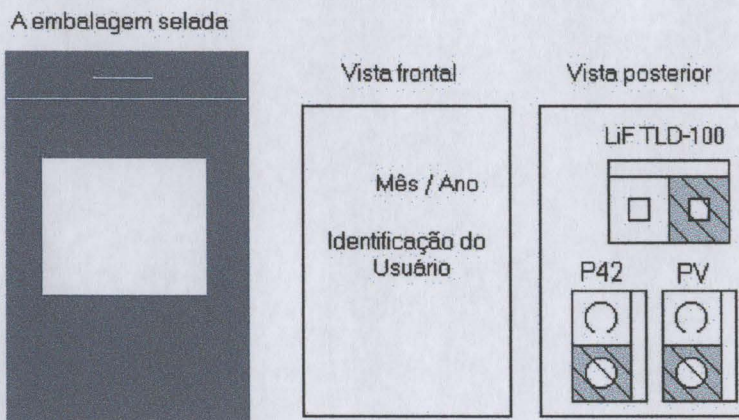 A embalagem selada
Vista frontal
Vista posterior
LiF TLD-100
Mês / Ano
Identificação do
Usuário
P42
PV